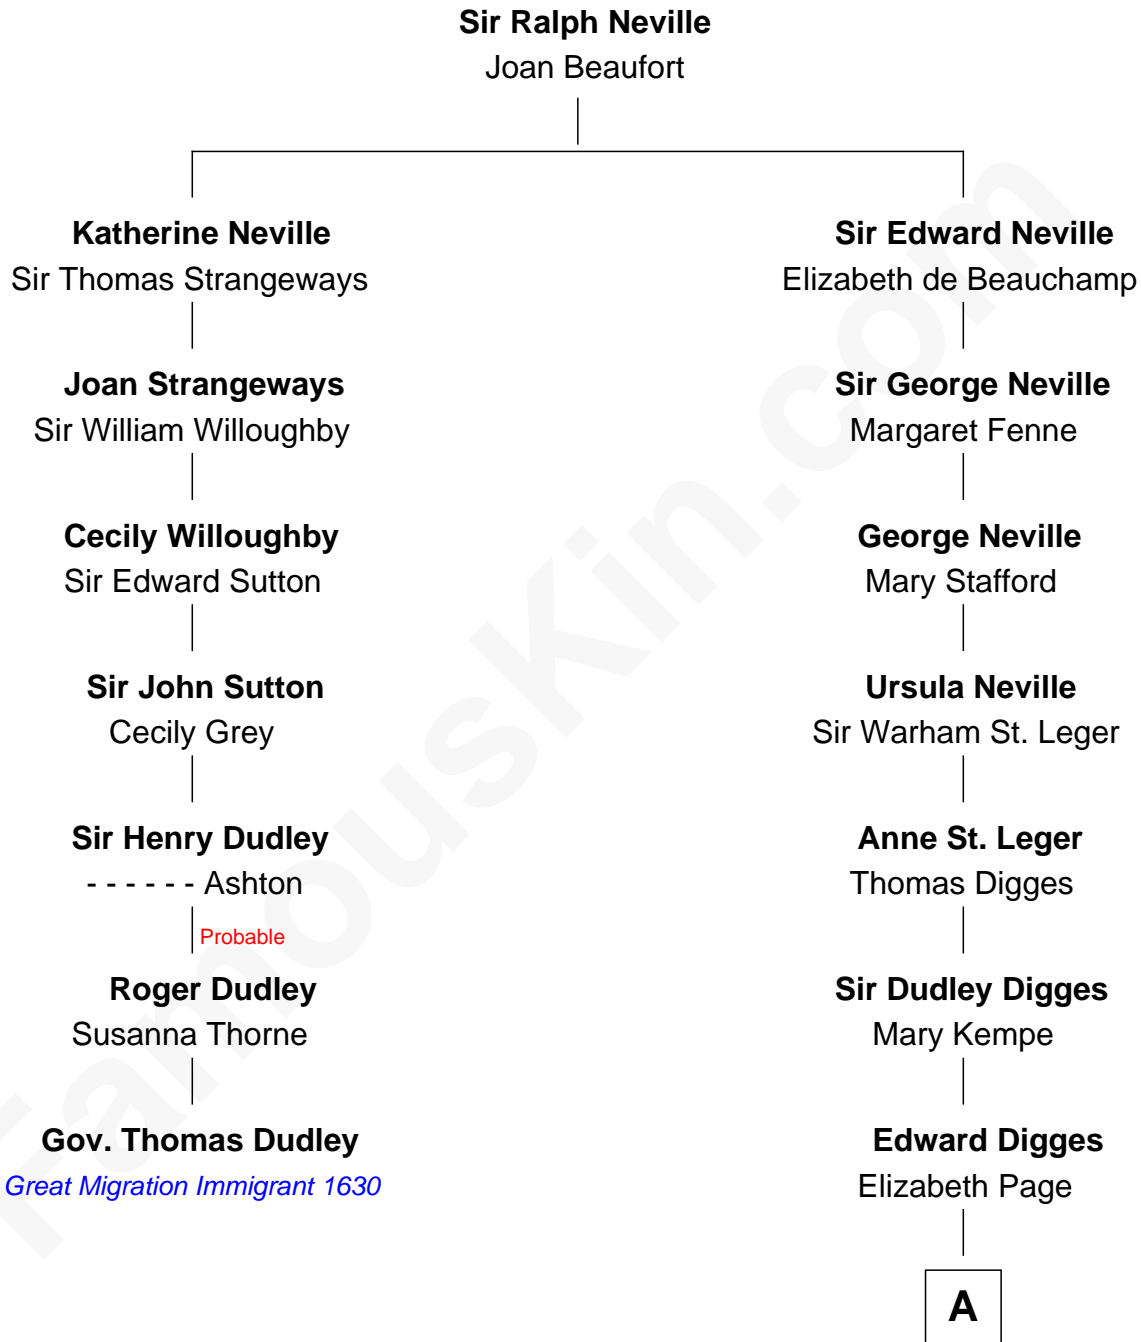 Sir Ralph Neville
Joan Beaufort
Katherine Neville
Sir Thomas Strangeways
Sir Edward Neville
Elizabeth de Beauchamp
Joan Strangeways
Sir William Willoughby
Sir George Neville
Margaret Fenne
Cecily Willoughby
Sir Edward Sutton
George Neville
Mary Stafford
Sir John Sutton
Cecily Grey
Ursula Neville
Sir Warham St. Leger
Sir Henry Dudley
- - - - - - Ashton
Anne St. Leger
Thomas Digges
Probable
Roger Dudley
Susanna Thorne
Sir Dudley Digges
Mary Kempe
Gov. Thomas Dudley
Great Migration Immigrant 1630
Edward Digges
Elizabeth Page
A
FamousKin.com